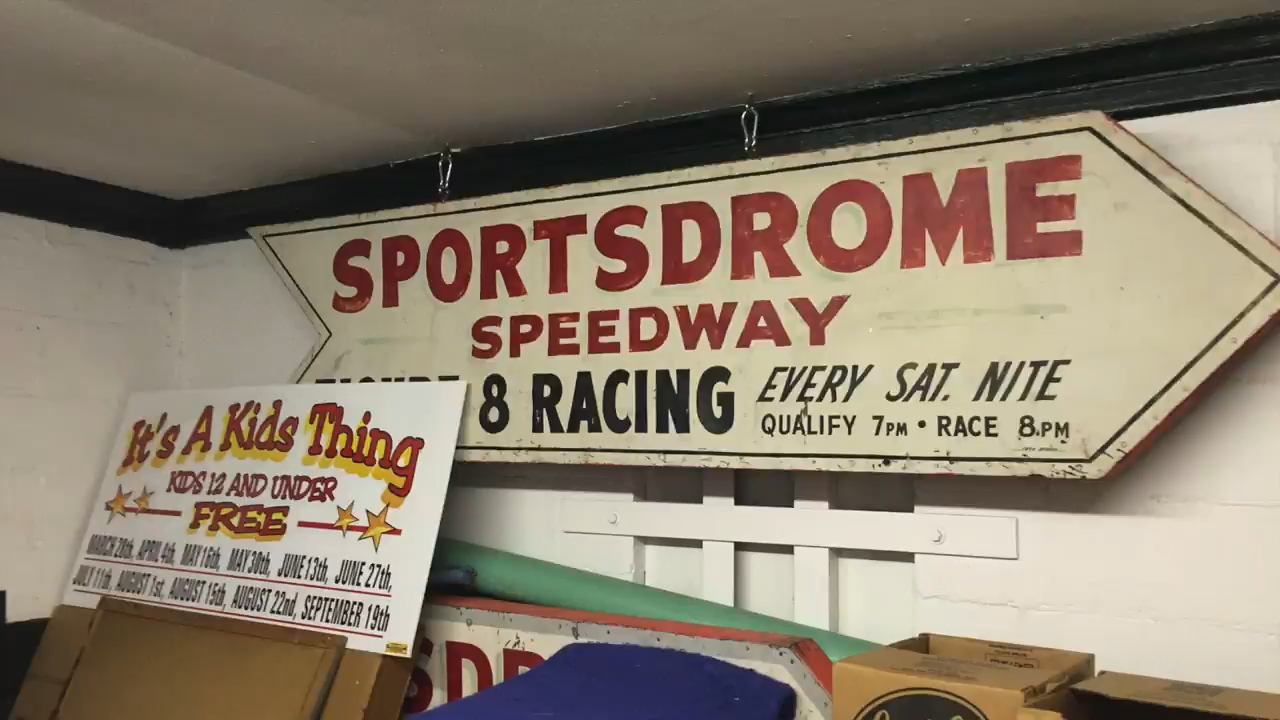 SPORTSDROME
SPEEDWAY
8 RACING
EVERY SAT. NITE
QUALIFY 7PM • RACE 8PM
It's A Kids Thing
KIDS 12 AND UNDER
FREE
MARCH 28th, APRIL 4th, MAY 16th, MAY 30th, JUNE 13th, JUNE 27th,
JULY 11th, AUGUST 1st, AUGUST 15th, AUGUST 22nd, SEPTEMBER 19th